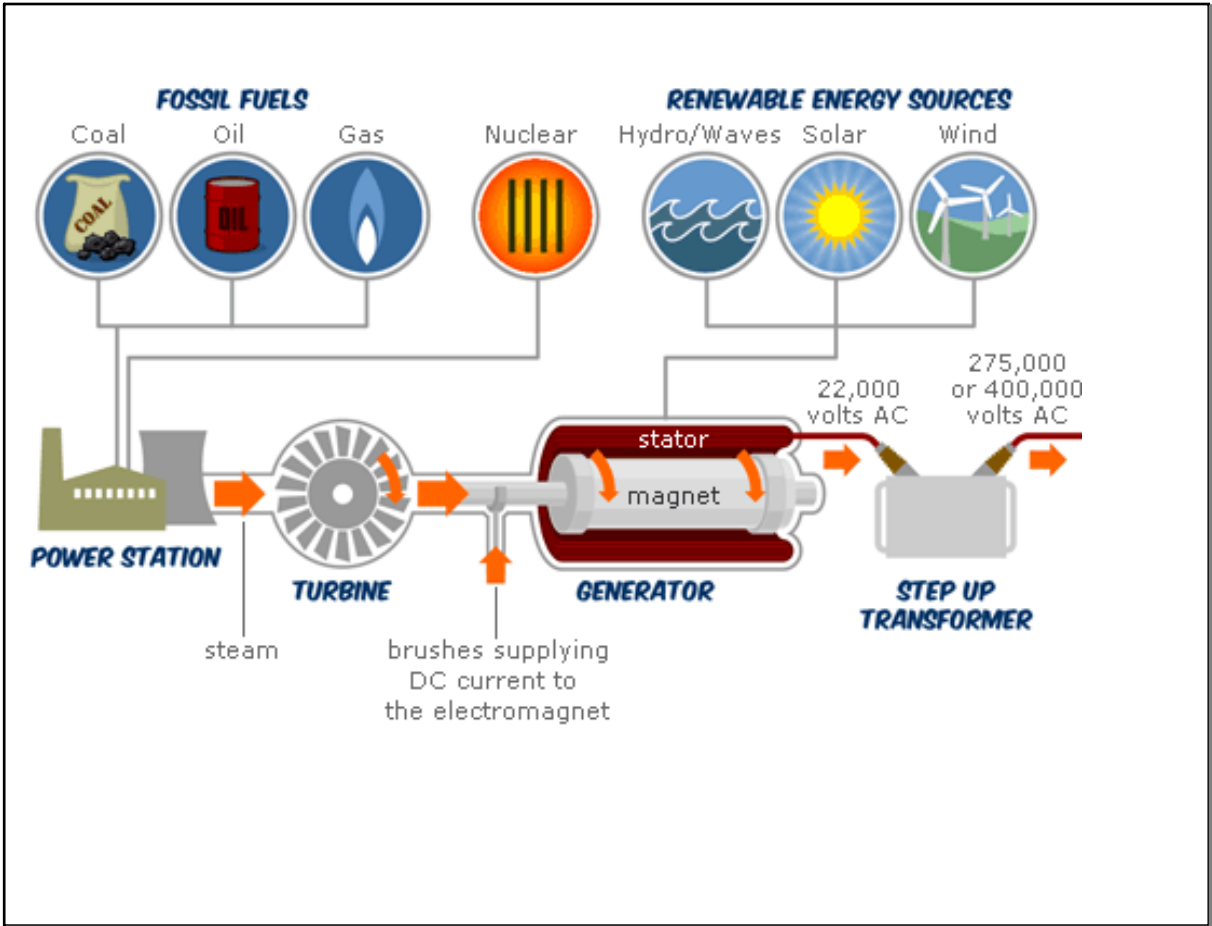 FOSSIL FUELS
RENEWABLE ENERGY SOURCES
Coal
Oil
Gas
Nuclear
Hydro/Waves
Solar
Wind
COAL
OIL
22,000
volts AC
275,000
or 400,000
volts AC
stator
magnet
POWER STATION
TURBINE
GENERATOR
STEP UP
TRANSFORMER
steam
brushes supplying
DC current to
the electromagnet